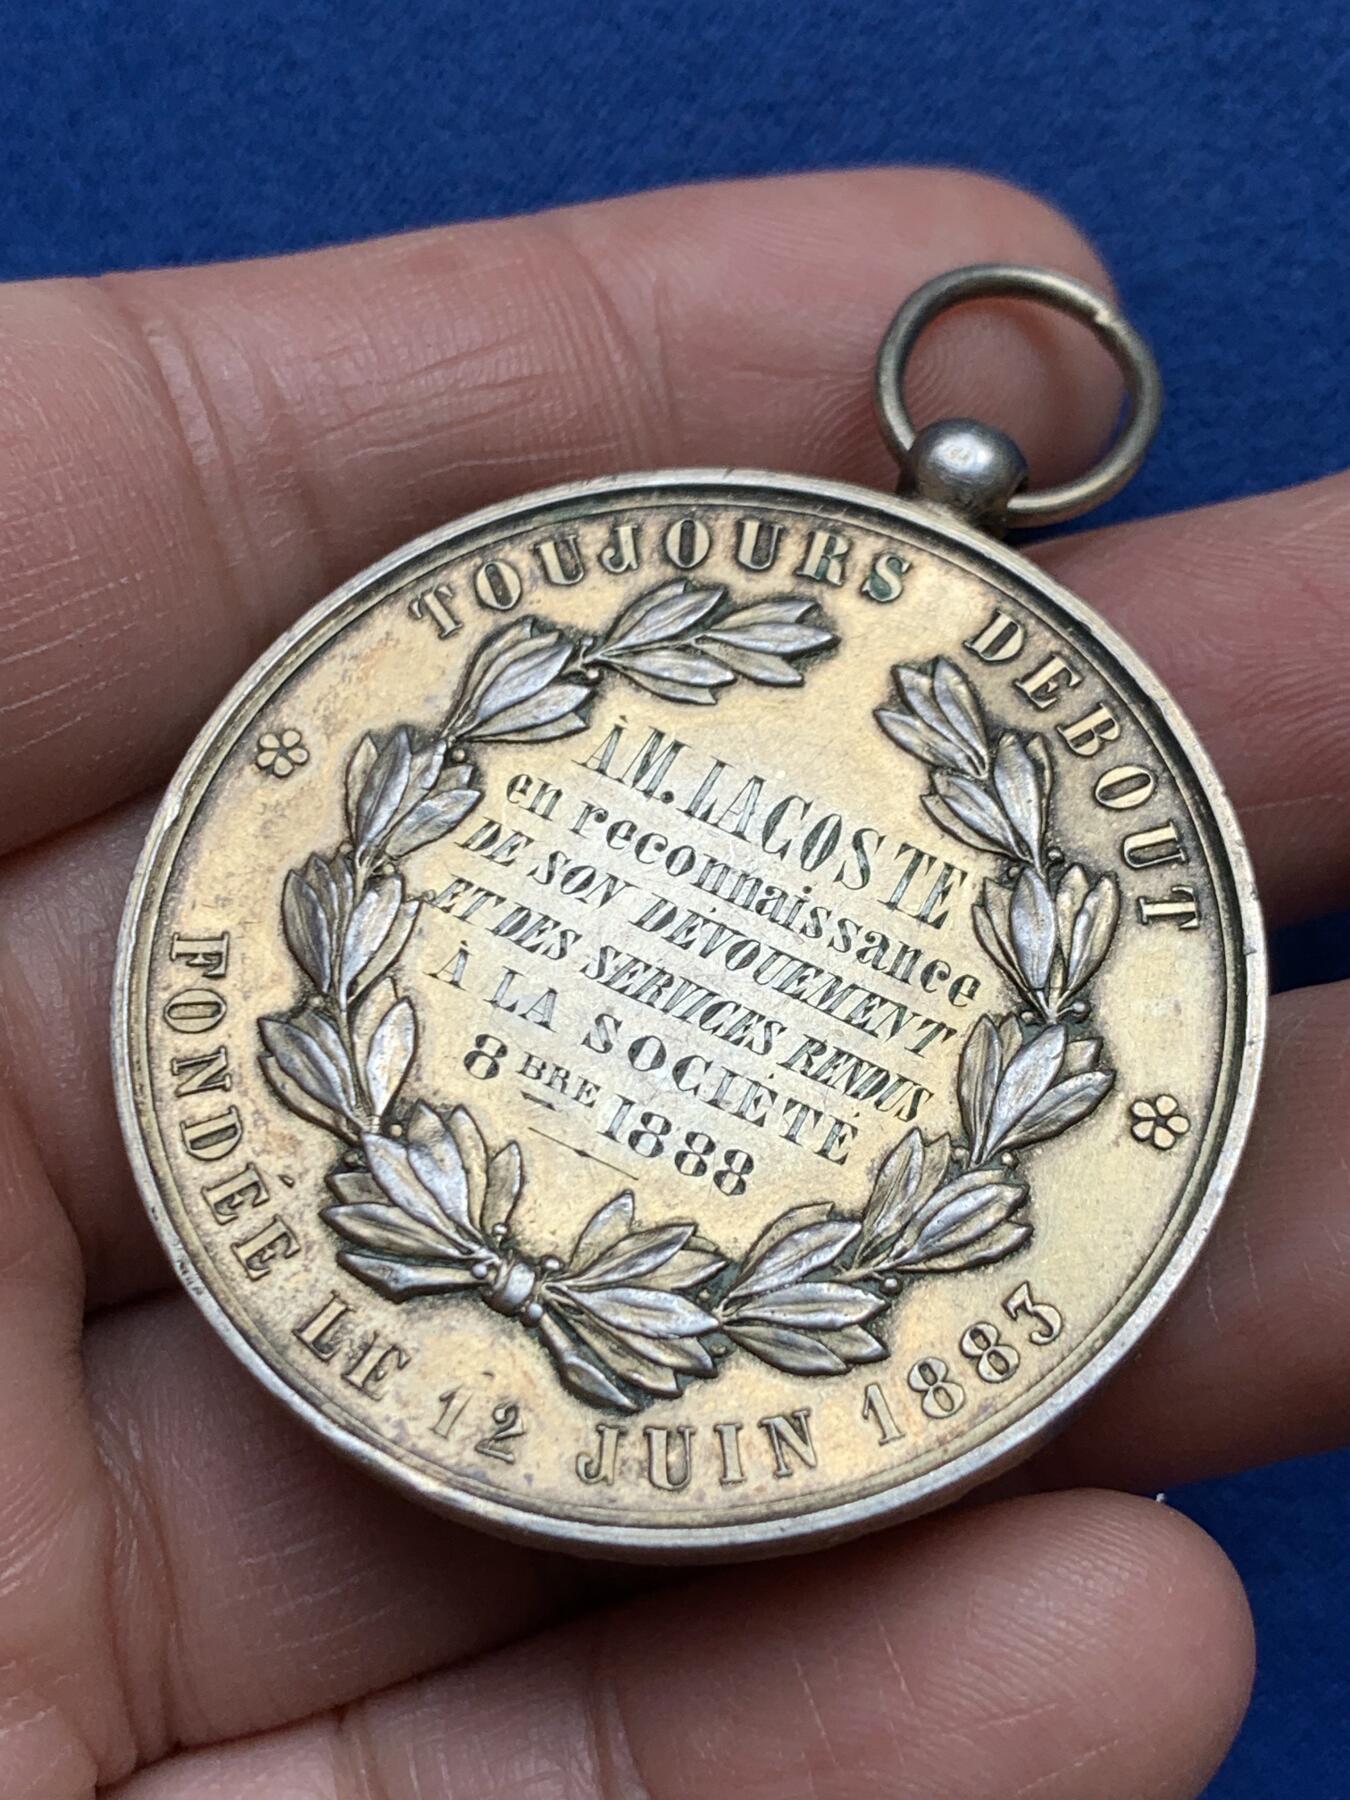 TOUJOURS DEBOUT
À M. LACOSTE
en reconnaissance
DE SON DÉVOUEMENT
ET DES SERVICES RENDUS
À LA SOCIÉTÉ
8BRE 1888
FONDÉE LE 12 JUIN 1883